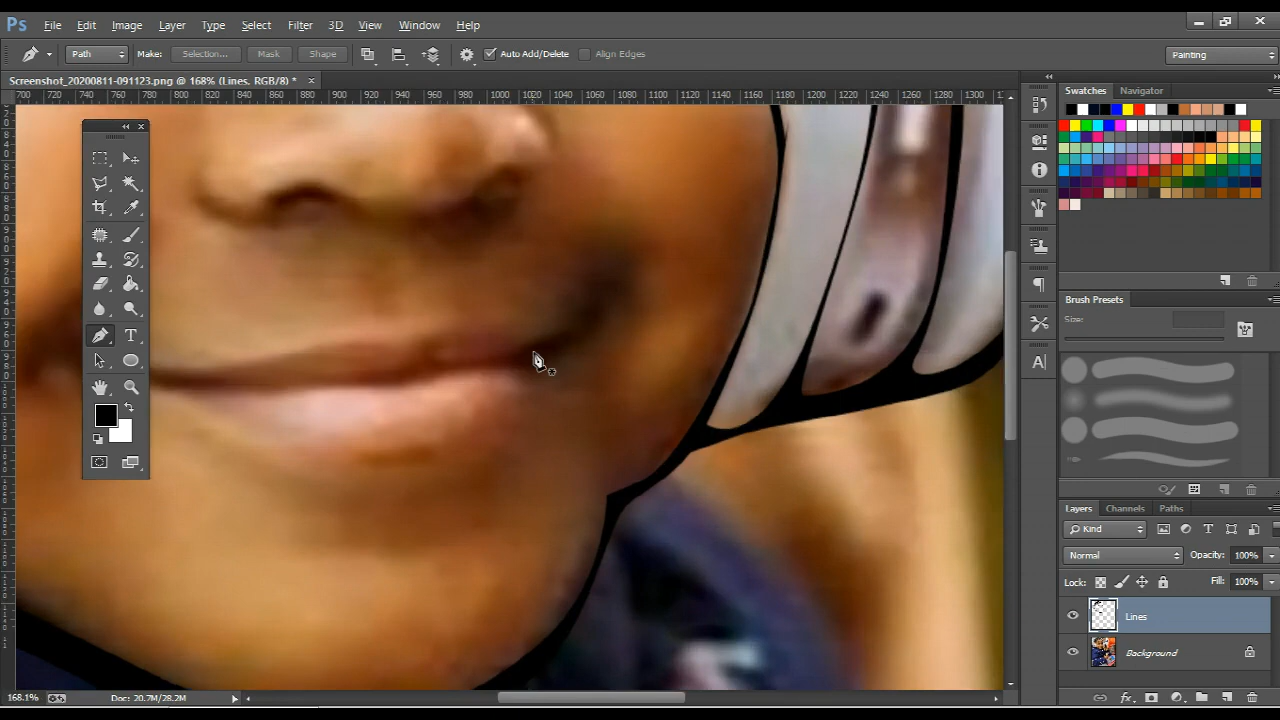 Ps File Edit Image Layer Type Select Filter 3D View Window Help
Path Make: Selection... Mask Shape Auto Add/Delete Align Edges Painting
Screenshot_20200811-091123.png @ 168% (Lines, RGB/8) *
700 720 740 760 780 800 820 840 860 880 900 920 940 960 980 1000 1020 1040 1060 1080 1100 1120 1140 1160 1180 1200 1220 1240 1260 1280 1300
Swatches Navigator
Brush Presets
Size:
Layers Channels Paths
Kind
Normal Opacity: 100%
Lock: Fill: 100%
Lines
Background
168.1% Doc: 20.7M/28.2M